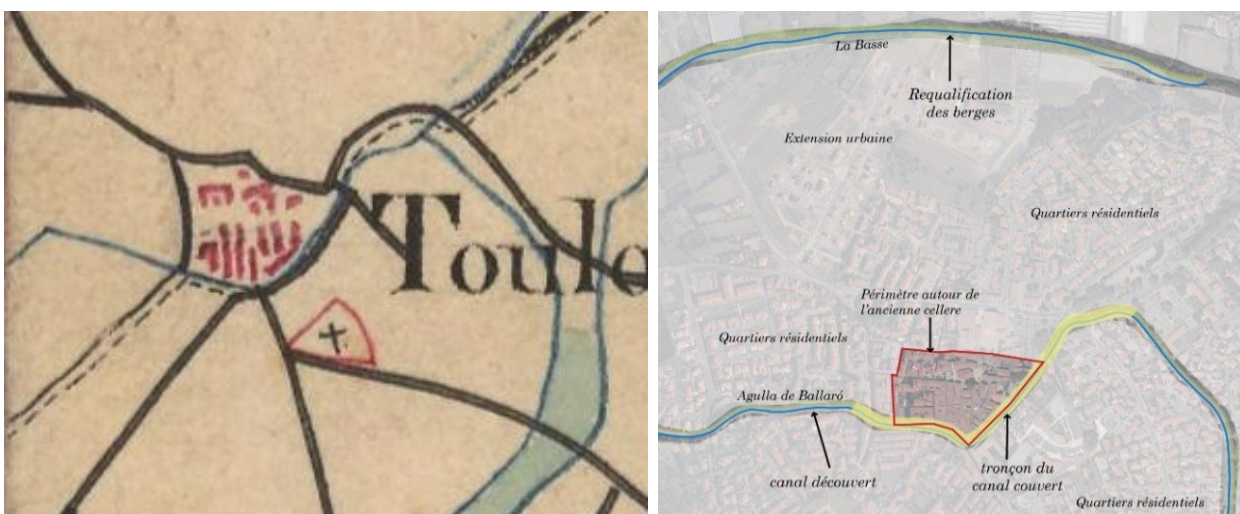 Toule
La Basse
Requalification
des berges
Extension urbaine
Quartiers résidentiels
Périmètre autour de
l'ancienne cellere
Quartiers résidentiels
Agulla de Ballaró
canal découvert
tronçon du
canal couvert
Quartiers résidentiels